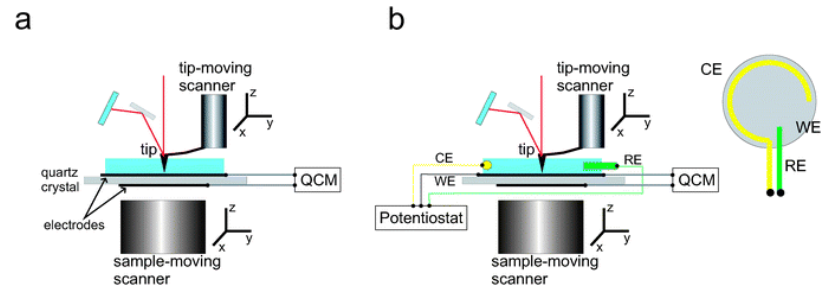 a
tip-moving
scanner
z
y
x
tip
quartz
crystal
QCM
electrodes
z
y
x
sample-moving
scanner
b
tip-moving
scanner
z
y
x
tip
CE
RE
WE
QCM
Potentiostat
z
y
x
sample-moving
scanner
CE
WE
RE